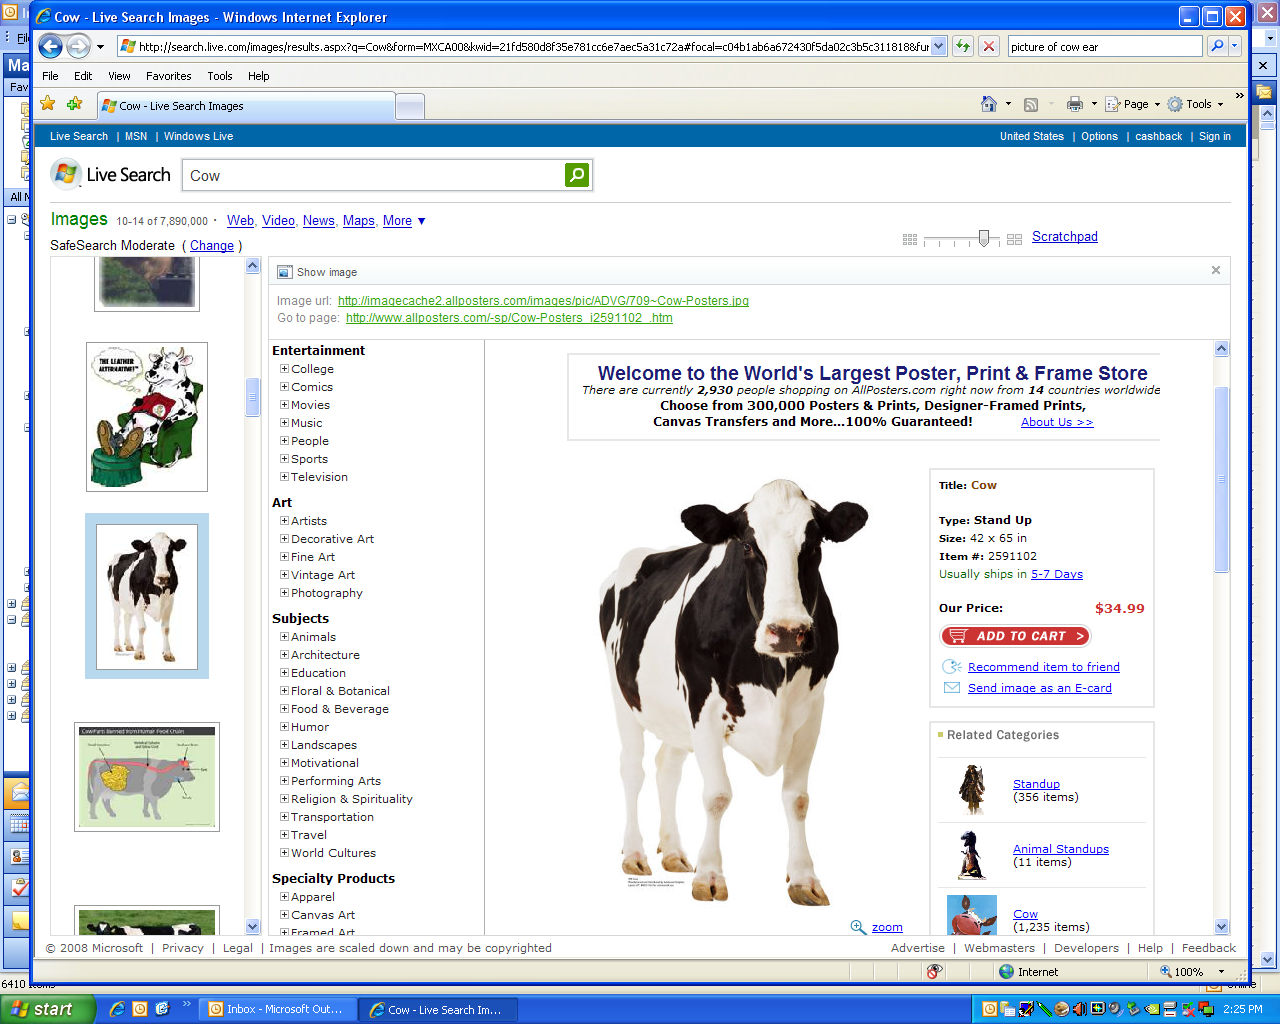 Cow - Live Search Images - Windows Internet Explorer
http://search.live.com/images/results.aspx?q=Cow&form=MXCA00&kwid=21fd580d8f35e781cc6e7aec5a31c72a#focal=c04b1ab6a672430f5da02c3b5c311818&fur
picture of cow ear
File Edit View Favorites Tools Help
Cow - Live Search Images
Page Tools
Live Search | MSN | Windows Live
United States | Options | cashback | Sign in
Live Search
Cow
Images 10-14 of 7,890,000 · Web, Video, News, Maps, More
SafeSearch Moderate ( Change )
Scratchpad
Show image
Image url: http://imagecache2.allposters.com/images/pic/ADVG/709~Cow-Posters.jpg
Go to page: http://www.allposters.com/-sp/Cow-Posters_i2591102_.htm
THE LEATHER
ALTERNATIVE!
Cow Parts Banned from Human Food Chain
Entertainment
College
Comics
Movies
Music
People
Sports
Television
Art
Artists
Decorative Art
Fine Art
Vintage Art
Photography
Subjects
Animals
Architecture
Education
Floral & Botanical
Food & Beverage
Humor
Landscapes
Motivational
Performing Arts
Religion & Spirituality
Transportation
Travel
World Cultures
Specialty Products
Apparel
Canvas Art
Framed Art
Welcome to the World's Largest Poster, Print & Frame Store
There are currently 2,930 people shopping on AllPosters.com right now from 14 countries worldwide
Choose from 300,000 Posters & Prints, Designer-Framed Prints,
Canvas Transfers and More...100% Guaranteed! About Us >>
Title: Cow
Type: Stand Up
Size: 42 x 65 in
Item #: 2591102
Usually ships in 5-7 Days
Our Price: $34.99
ADD TO CART >
Recommend item to friend
Send image as an E-card
Related Categories
Standup
(356 items)
Animal Standups
(11 items)
Cow
(1,235 items)
zoom
© 2008 Microsoft | Privacy | Legal | Images are scaled down and may be copyrighted
Advertise | Webmasters | Developers | Help | Feedback
Internet
100%
6410 Items
Online
start
Inbox - Microsoft Out...
Cow - Live Search Im...
2:25 PM